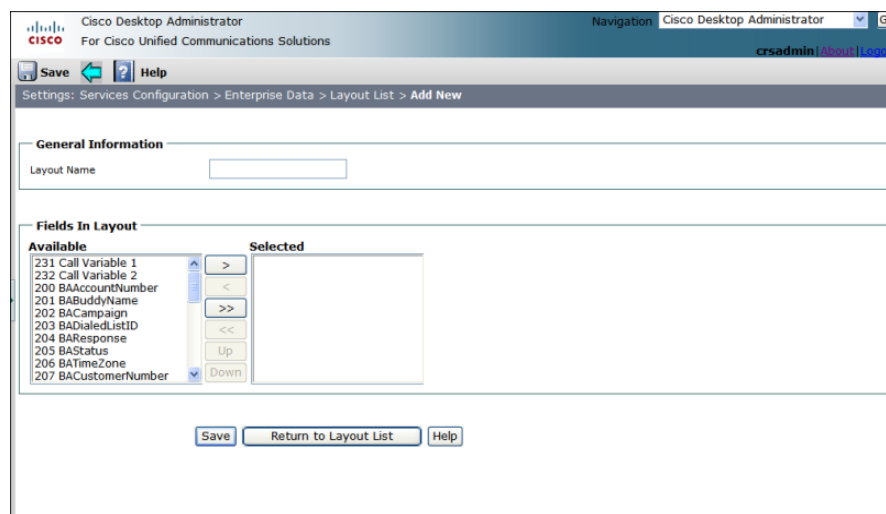 Cisco Desktop Administrator
Navigation Cisco Desktop Administrator G
CISCO For Cisco Unified Communications Solutions
crsadmin|About|Logo
Save ? Help
Settings: Services Configuration > Enterprise Data > Layout List > Add New
General Information
Layout Name
Fields In Layout
Available Selected
231 Call Variable 1
232 Call Variable 2
200 BAAccountNumber
201 BABuddyName
202 BACampaign
203 BADialedListID
204 BAResponse
205 BAStatus
206 BATimeZone
207 BACustomerNumber
>
<
>>
<<
Up
Down
Save Return to Layout List Help